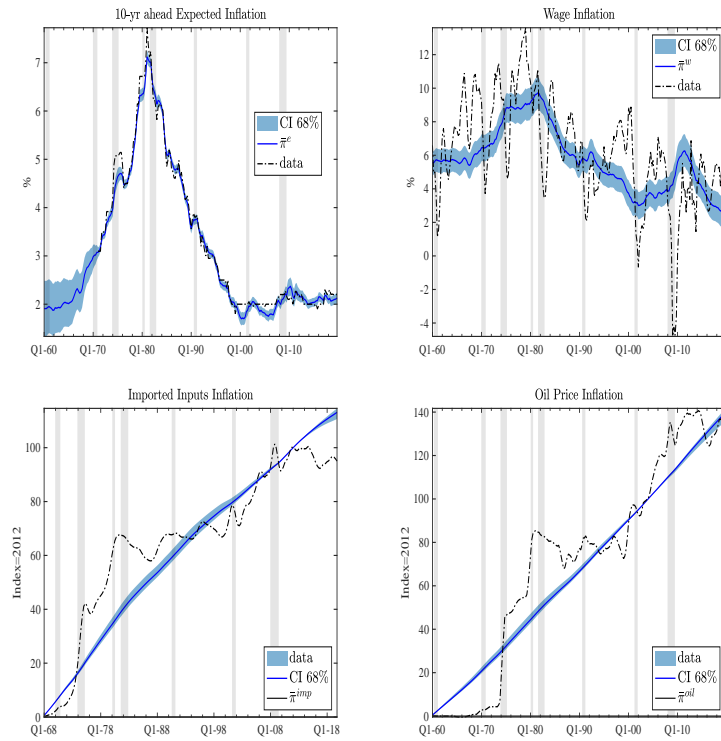 10-yr ahead Expected Inflation
7
6
5
4
3
2
%
CI 68%
π̄^e
data
Q1-60 Q1-70 Q1-80 Q1-90 Q1-00 Q1-10
Wage Inflation
12
10
8
6
4
2
0
-2
-4
%
CI 68%
π̄^w
data
Q1-60 Q1-70 Q1-80 Q1-90 Q1-00 Q1-10
Imported Inputs Inflation
100
80
60
40
20
0
Index=2012
data
CI 68%
π̄^imp
Q1-68 Q1-78 Q1-88 Q1-98 Q1-08 Q1-18
Oil Price Inflation
140
120
100
80
60
40
20
0
Index=2012
data
CI 68%
π̄^oil
Q1-60 Q1-70 Q1-80 Q1-90 Q1-00 Q1-10